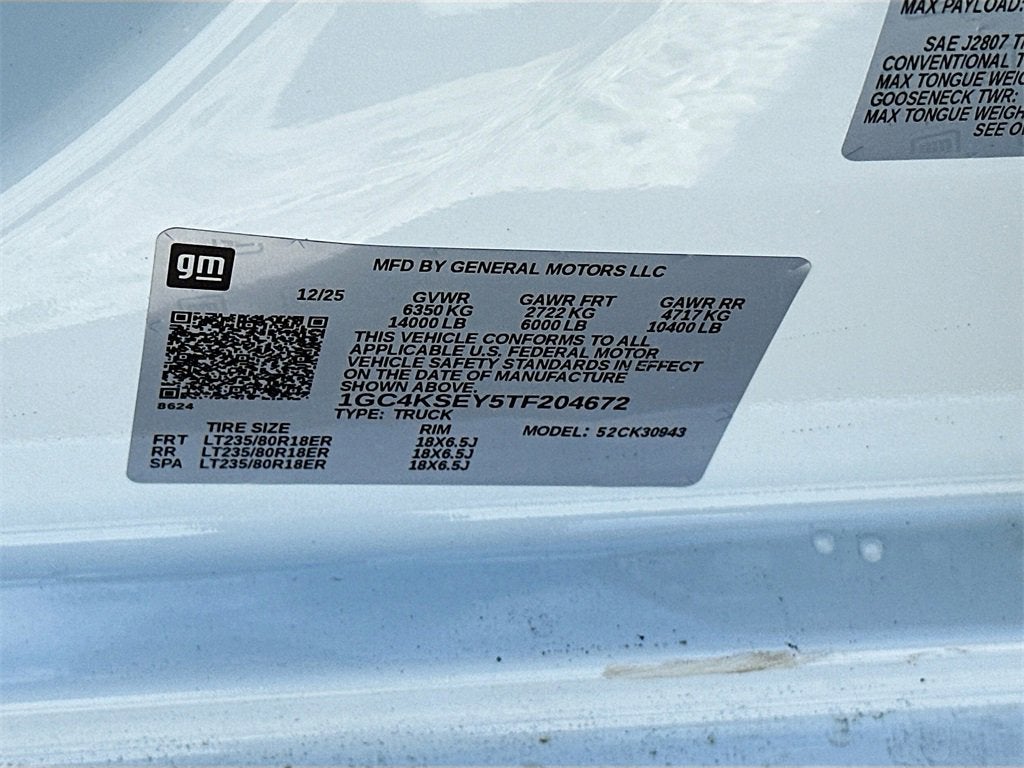 MAX PAYLOAD:
SAE J2807
CONVENTIONAL
MAX TONGUE
GOOSENECK TWR:
MAX TONGUE
SEE
gm
gm
MFD BY GENERAL MOTORS LLC
12/25 GVWR GAWR FRT GAWR RR
6350 KG 2722 KG 4717 KG
14000 LB 6000 LB 10400 LB
THIS VEHICLE CONFORMS TO ALL
APPLICABLE U.S. FEDERAL MOTOR
VEHICLE SAFETY STANDARDS IN EFFECT
ON THE DATE OF MANUFACTURE
SHOWN ABOVE.
8624
1GC4KSEY5TF204672
TYPE: TRUCK
TIRE SIZE RIM MODEL: 52CK30943
FRT LT235/80R18ER 18X6.5J
RR LT235/80R18ER 18X6.5J
SPA LT235/80R18ER 18X6.5J